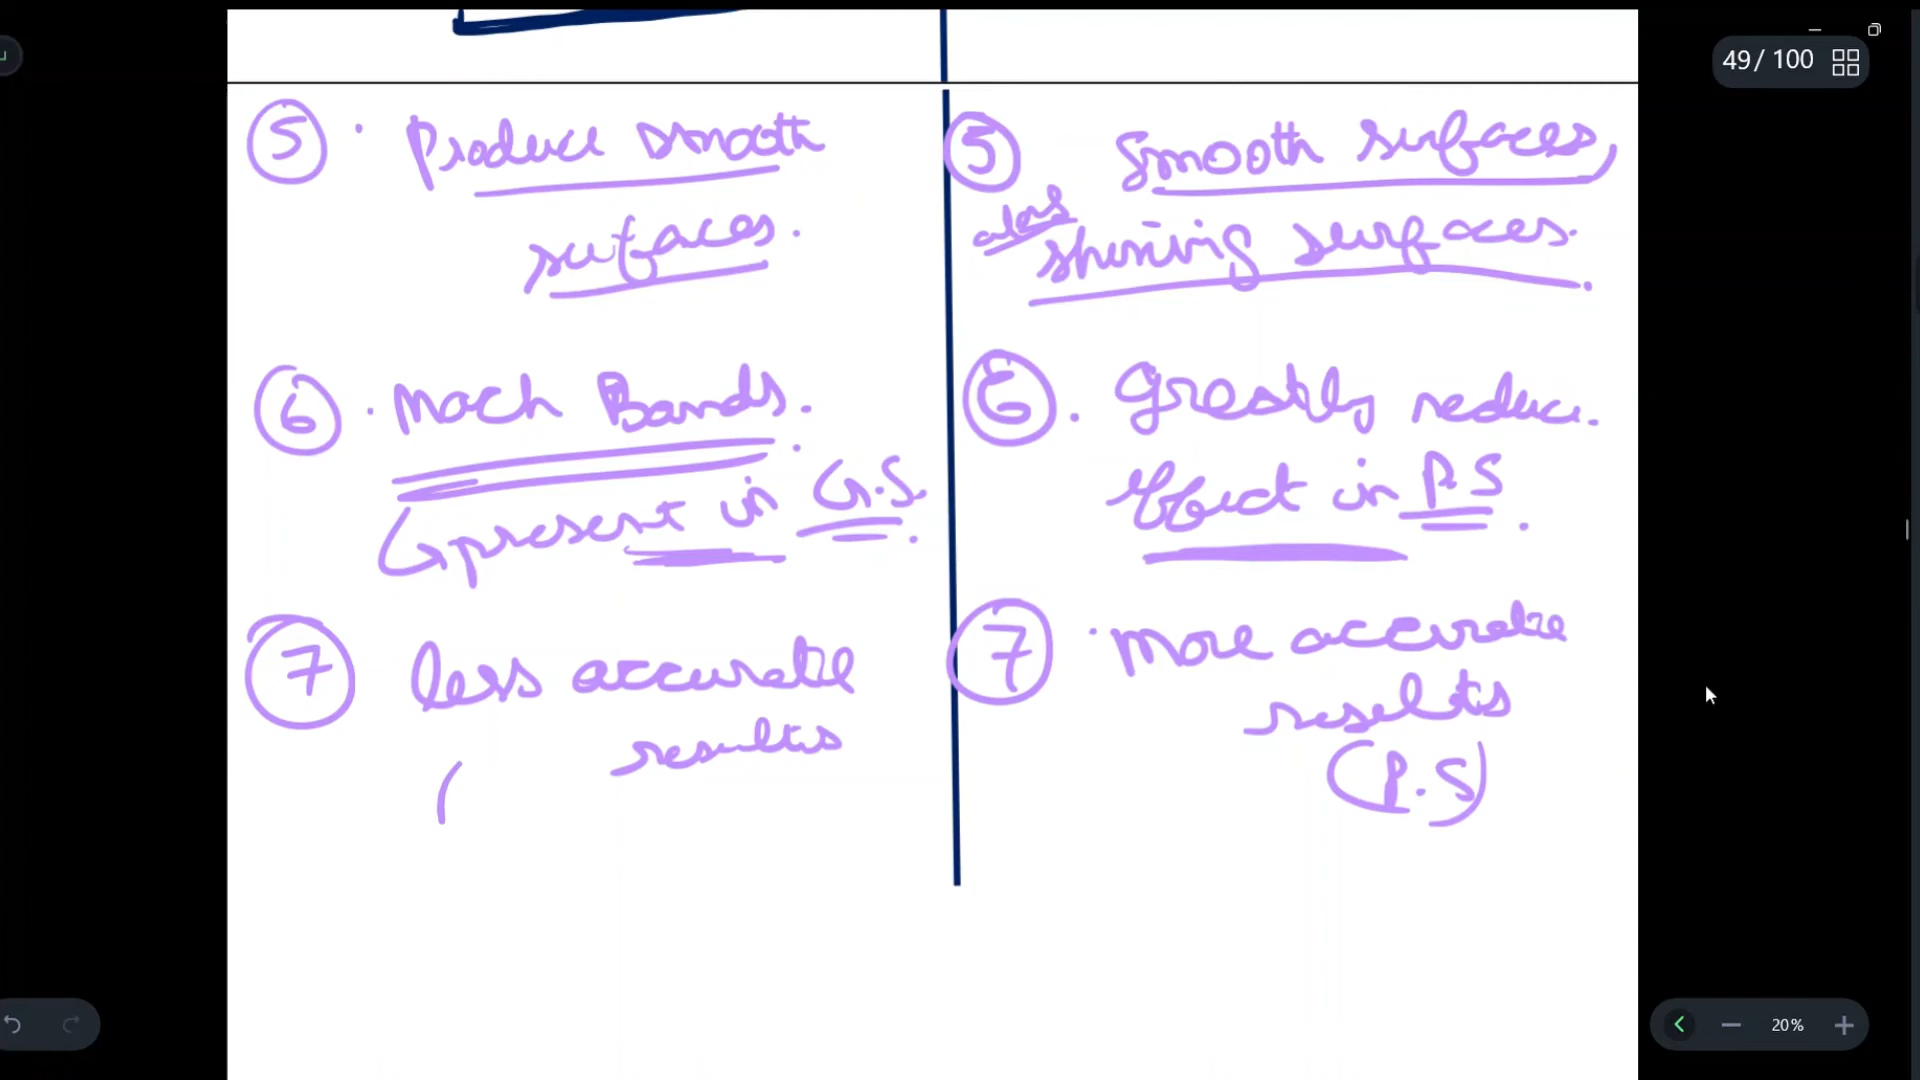 49 / 100
⑤ · Produce smooth
surfaces.
⑥ · Mach Bands.
↳ present in G.S.
⑦ less accurate
results
(
⑤ Smooth surfaces,
also shining surfaces.
⑥ . Greatly reduce.
effect in P.S
⑦ · More accurate
results
(P.S)
20%